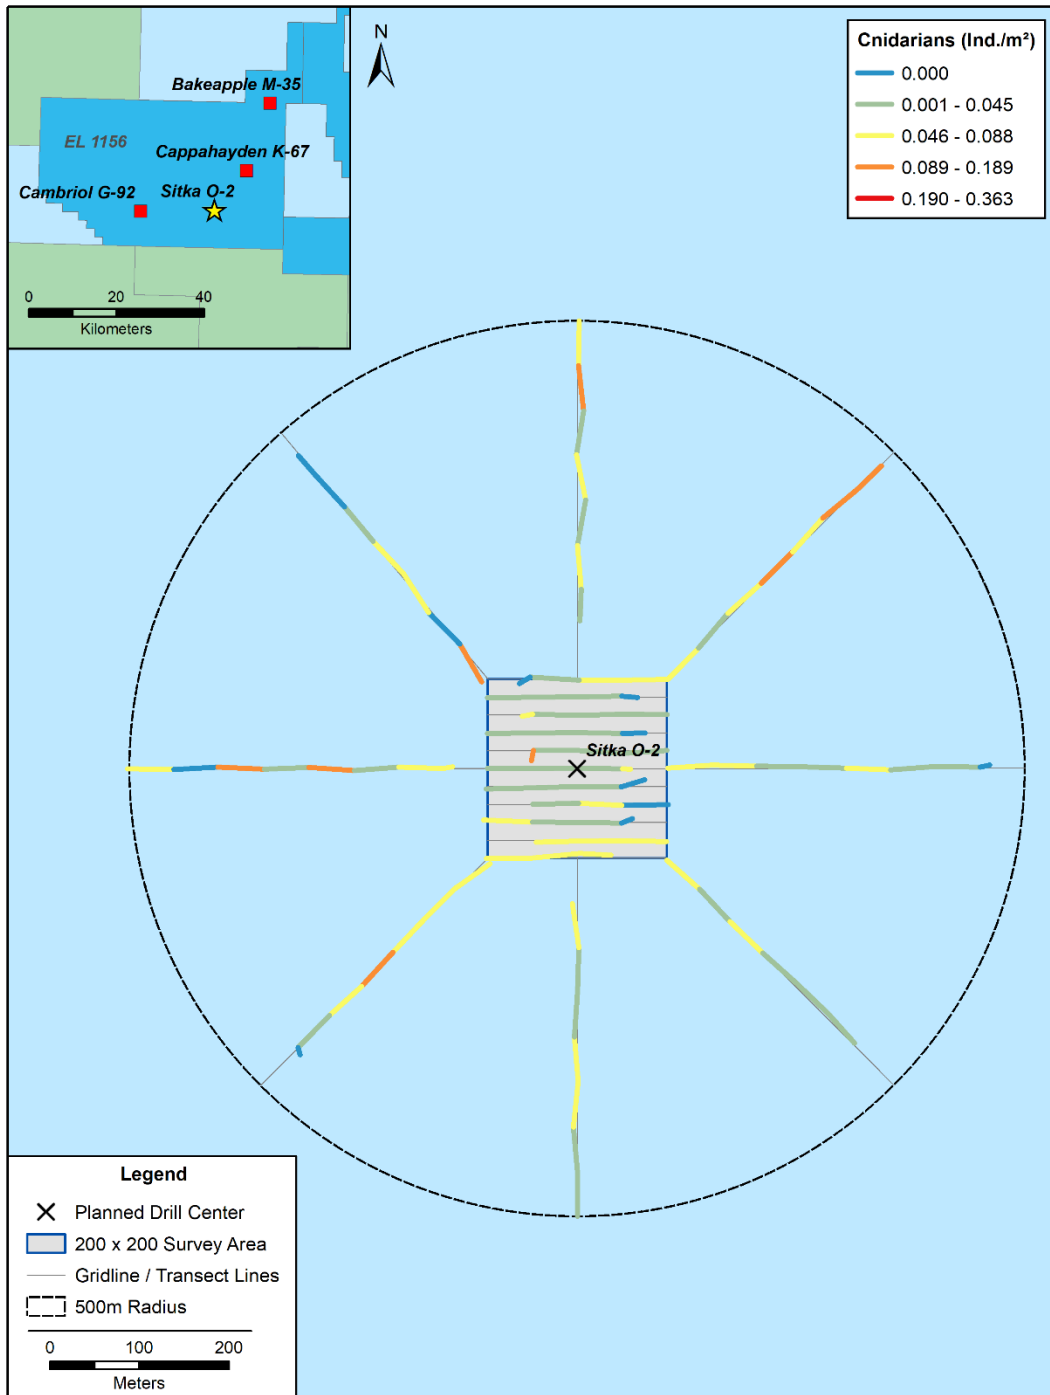 Bakeapple M-35
EL 1156
Cappahayden K-67
Cambriol G-92
Sitka O-2
0 20 40
Kilometers
N
Cnidarians (Ind./m²)
0.000
0.001 - 0.045
0.046 - 0.088
0.089 - 0.189
0.190 - 0.363
Sitka O-2
Legend
Planned Drill Center
200 x 200 Survey Area
Gridline / Transect Lines
500m Radius
0 100 200
Meters